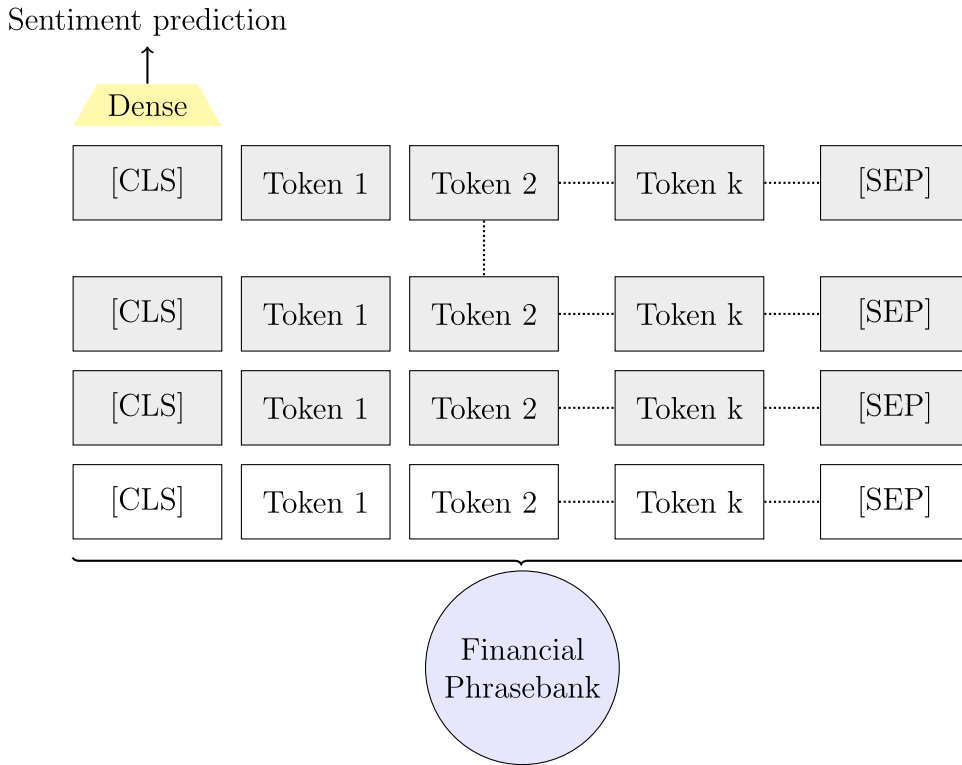 Sentiment prediction
Dense
[CLS] Token 1 Token 2 Token k [SEP]
[CLS] Token 1 Token 2 Token k [SEP]
[CLS] Token 1 Token 2 Token k [SEP]
[CLS] Token 1 Token 2 Token k [SEP]
Financial
Phrasebank